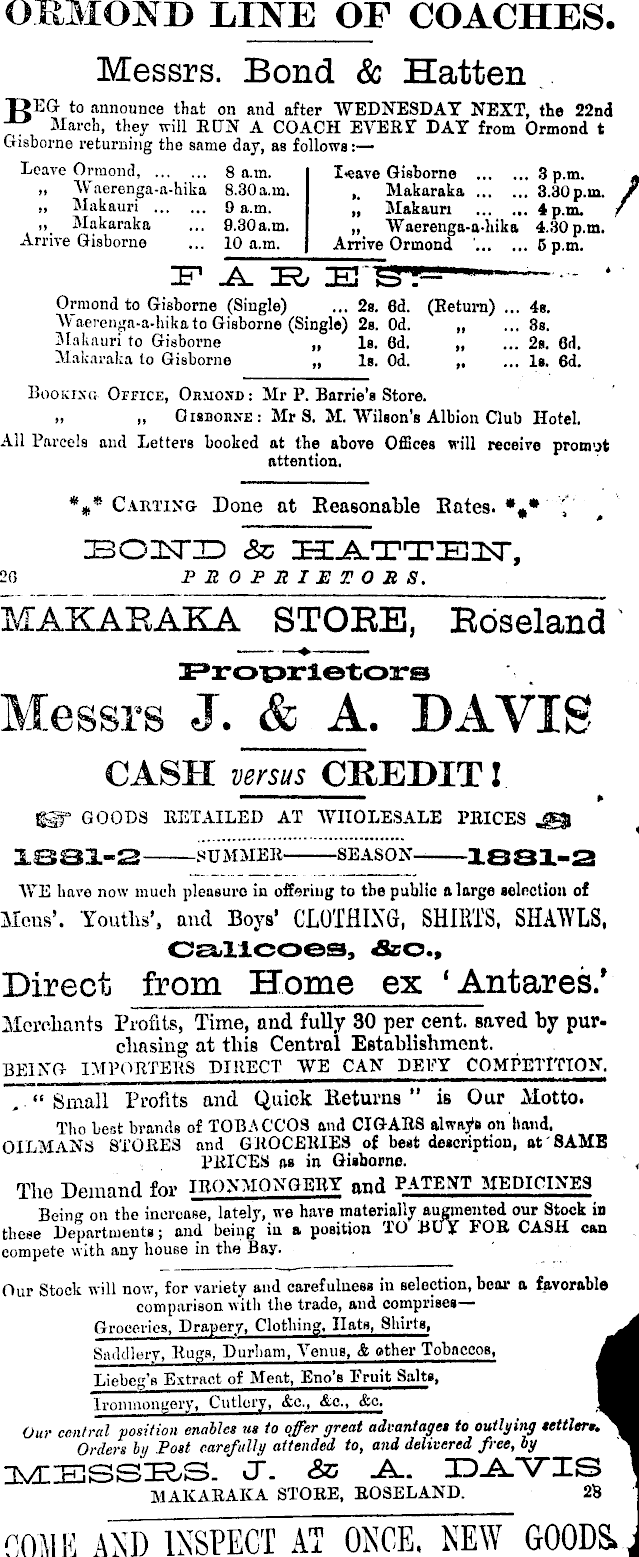 ORMOND LINE OF COACHES.
Messrs. Bond & Hatten
BEG to announce that on and after WEDNESDAY NEXT, the 22nd
March, they will RUN A COACH EVERY DAY from Ormond t
Gisborne returning the same day, as follows:—
Leave Ormond, ... ... 8 a.m.
„ Waerenga-a-hika 8.30 a.m.
„ Makauri ... ... 9 a.m.
„ Makaraka ... 9.30 a.m.
Arrive Gisborne ... 10 a.m.
Leave Gisborne ... ... 3 p.m.
„ Makaraka ... ... 3.30 p.m.
„ Makauri ... ... 4 p.m.
„ Waerenga-a-hika 4.30 p.m.
Arrive Ormond ... ... 5 p.m.
FARES:—
Ormond to Gisborne (Single) ... 2s. 6d. (Return) ... 4s.
Waerenga-a-hika to Gisborne (Single) 2s. 0d. „ ... 3s.
Makauri to Gisborne „ 1s. 6d. „ ... 2s. 6d.
Makaraka to Gisborne „ 1s. 0d. „ ... 1s. 6d.
BOOKING OFFICE, ORMOND: Mr P. Barrie's Store.
„ „ GISBORNE: Mr S. M. Wilson's Albion Club Hotel.
All Parcels and Letters booked at the above Offices will receive prompt
attention.
*** CARTING Done at Reasonable Rates. ***
BOND & HATTEN,
26 PROPRIETORS.
MAKARAKA STORE, Roseland
Proprietors
Messrs J. & A. DAVIS
CASH versus CREDIT!
☞ GOODS RETAILED AT WHOLESALE PRICES ☜
1881-2——SUMMER——SEASON——1881-2
WE have now much pleasure in offering to the public a large selection of
Mens'. Youths', and Boys' CLOTHING, SHIRTS, SHAWLS,
Calicoes, &c.,
Direct from Home ex 'Antares.'
Merchants Profits, Time, and fully 30 per cent. saved by pur-
chasing at this Central Establishment.
BEING IMPORTERS DIRECT WE CAN DEFY COMPETITION.
"Small Profits and Quick Returns" is Our Motto.
The best brands of TOBACCOS and CIGARS always on hand.
OILMANS STORES and GROCERIES of best description, at SAME
PRICES as in Gisborne.
The Demand for IRONMONGERY and PATENT MEDICINES
Being on the increase, lately, we have materially augmented our Stock in
these Departments; and being in a position TO BUY FOR CASH can
compete with any house in the Bay.
Our Stock will now, for variety and carefulness in selection, bear a favorable
comparison with the trade, and comprises—
Groceries, Drapery, Clothing, Hats, Shirts,
Saddlery, Rugs, Durham, Venus, & other Tobaccos,
Liebeg's Extract of Meat, Eno's Fruit Salts,
Ironmongery, Cutlery, &c., &c., &c.
Our central position enables us to offer great advantages to outlying settlers.
Orders by Post carefully attended to, and delivered free, by
MESSRS. J. & A. DAVIS
MAKARAKA STORE, ROSELAND. 28
COME AND INSPECT AT ONCE, NEW GOODS